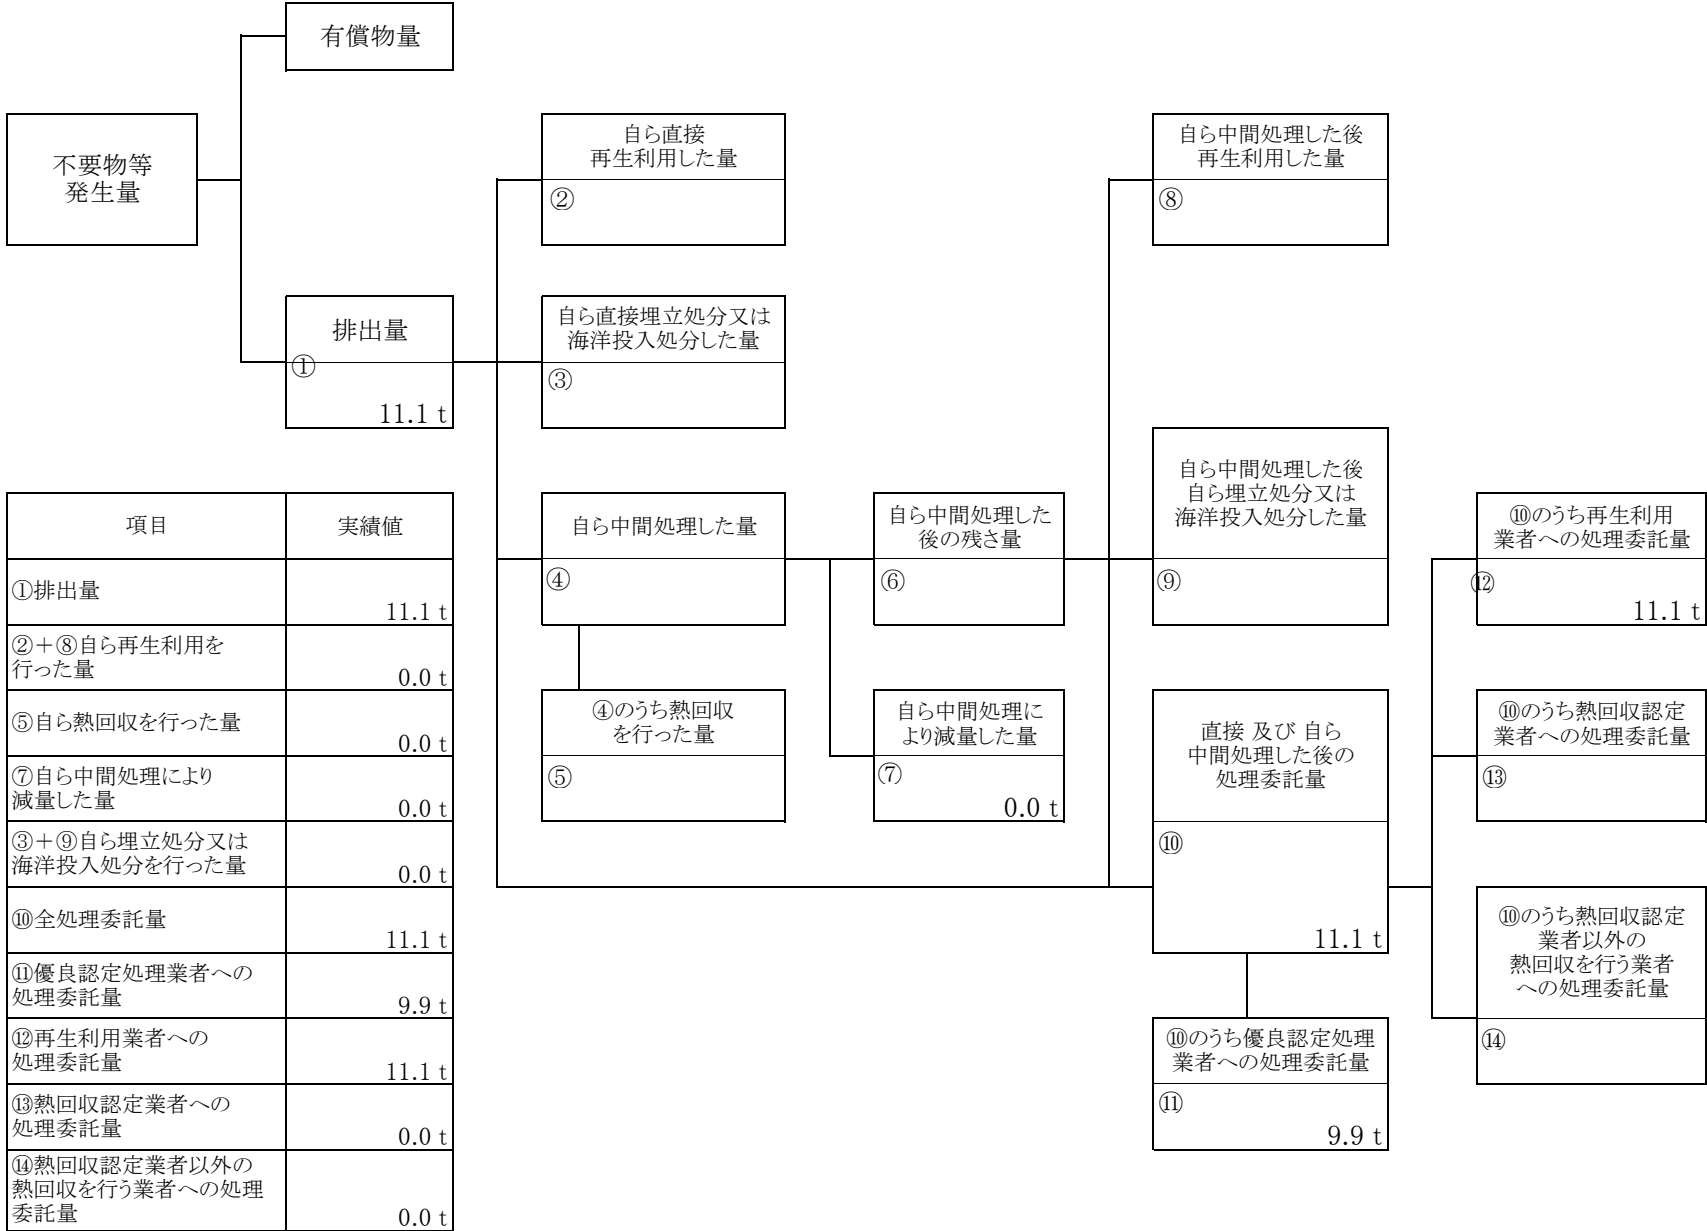 有償物量
不要物等
発生量
排出量
①
11.1 t
自ら直接
再生利用した量
②
自ら直接埋立処分又は
海洋投入処分した量
③
自ら中間処理した量
④
④のうち熱回収
を行った量
⑤
自ら中間処理した
後の残さ量
⑥
自ら中間処理に
より減量した量
⑦
0.0 t
自ら中間処理した後
再生利用した量
⑧
自ら中間処理した後
自ら埋立処分又は
海洋投入処分した量
⑨
直接 及び 自ら
中間処理した後の
処理委託量
⑩
11.1 t
⑩のうち優良認定処理
業者への処理委託量
⑪
9.9 t
⑩のうち再生利用
業者への処理委託量
⑫
11.1 t
⑩のうち熱回収認定
業者への処理委託量
⑬
⑩のうち熱回収認定
業者以外の
熱回収を行う業者
への処理委託量
⑭
項目 実績値
①排出量
11.1 t
②＋⑧自ら再生利用を
行った量
0.0 t
⑤自ら熱回収を行った量
0.0 t
⑦自ら中間処理により
減量した量
0.0 t
③＋⑨自ら埋立処分又は
海洋投入処分を行った量
0.0 t
⑩全処理委託量
11.1 t
⑪優良認定処理業者への
処理委託量
9.9 t
⑫再生利用業者への
処理委託量
11.1 t
⑬熱回収認定業者への
処理委託量
0.0 t
⑭熱回収認定業者以外の
熱回収を行う業者への処理
委託量
0.0 t